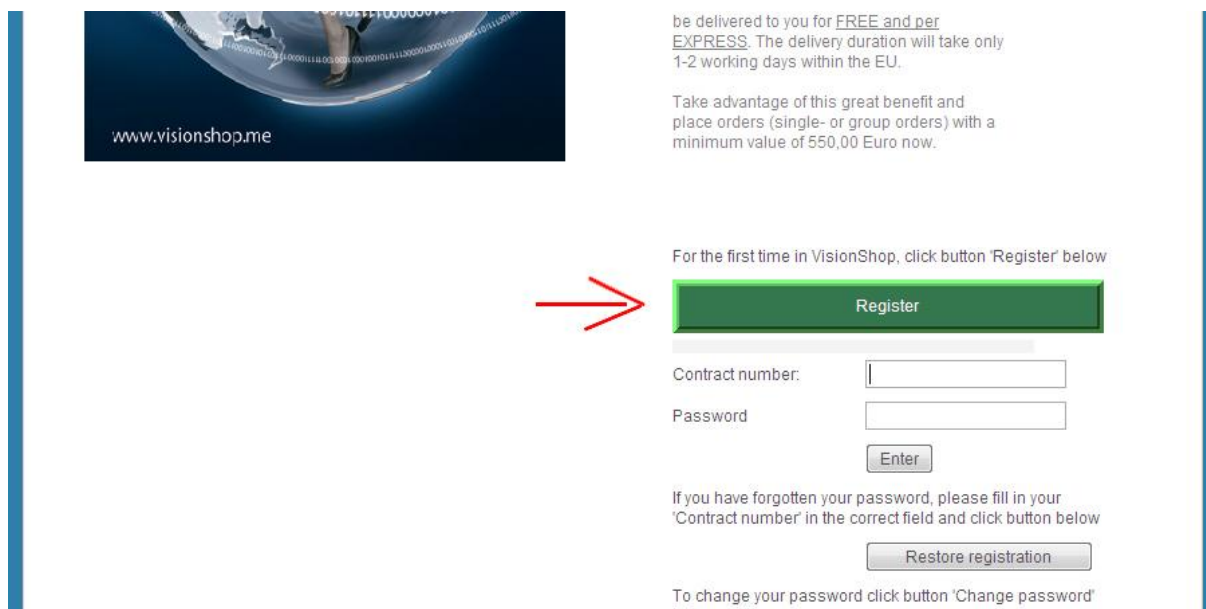 www.visionshop.me
be delivered to you for FREE and per
EXPRESS. The delivery duration will take only
1-2 working days within the EU.
Take advantage of this great benefit and
place orders (single- or group orders) with a
minimum value of 550,00 Euro now.
For the first time in VisionShop, click button 'Register' below
Register
Contract number:
Password
Enter
If you have forgotten your password, please fill in your
'Contract number' in the correct field and click button below
Restore registration
To change your password click button 'Change password'